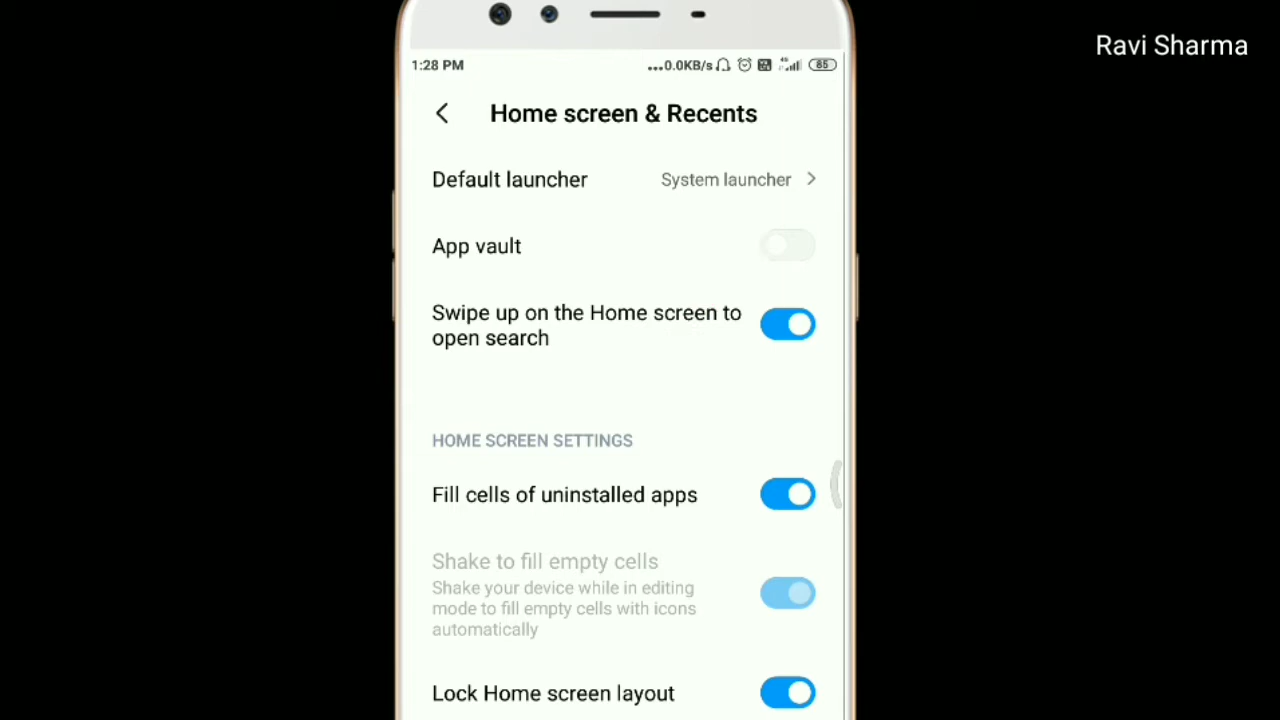 Ravi Sharma
1:28 PM ...0.0KB/s 4G 85
Home screen & Recents
Default launcher System launcher
App vault
Swipe up on the Home screen to
open search
HOME SCREEN SETTINGS
Fill cells of uninstalled apps
Shake to fill empty cells
Shake your device while in editing
mode to fill empty cells with icons
automatically
Lock Home screen layout